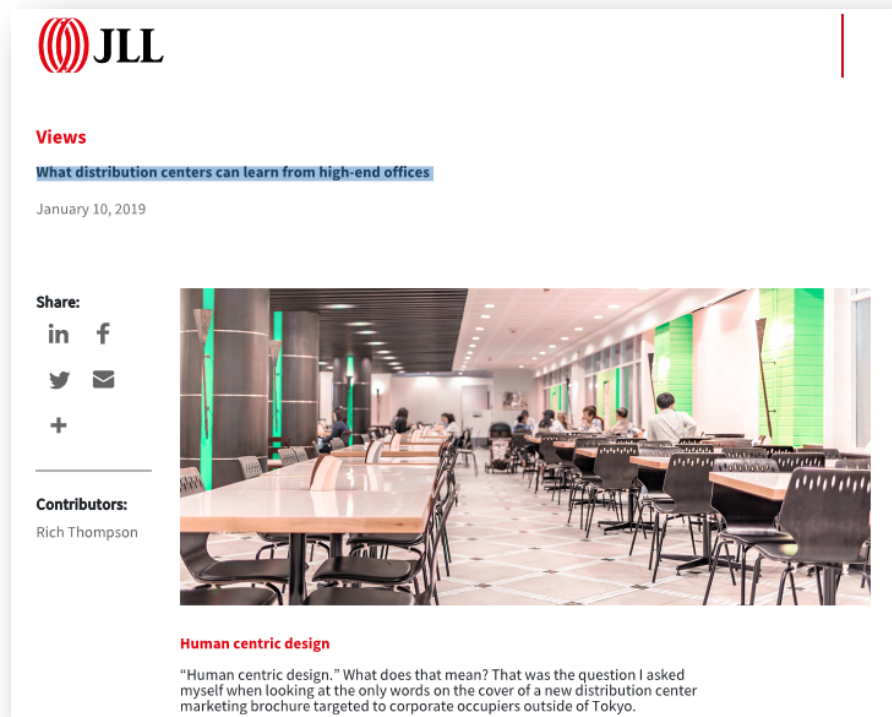 JLL
Views
What distribution centers can learn from high-end offices
January 10, 2019
Share:
Contributors:
Rich Thompson
Human centric design
“Human centric design.” What does that mean? That was the question I asked
myself when looking at the only words on the cover of a new distribution center
marketing brochure targeted to corporate occupiers outside of Tokyo.